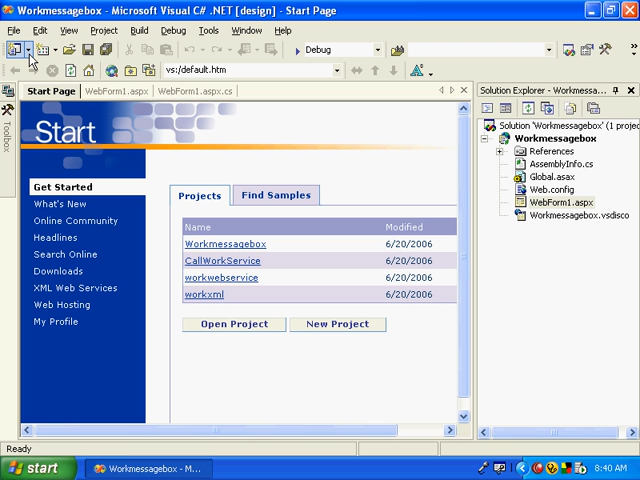 Workmessagebox - Microsoft Visual C# .NET [design] - Start Page
File Edit View Project Build Debug Tools Window Help
Debug
vs:/default.htm
Start Page WebForm1.aspx WebForm1.aspx.cs
Toolbox
Start
Get Started
What's New
Online Community
Headlines
Search Online
Downloads
XML Web Services
Web Hosting
My Profile
Projects Find Samples
Name Modified
Workmessagebox 6/20/2006
CallWorkService 6/20/2006
workwebservice 6/20/2006
workxml 6/20/2006
Open Project New Project
Solution Explorer - Workmessa...
Solution 'Workmessagebox' (1 projec
Workmessagebox
References
AssemblyInfo.cs
Global.asax
Web.config
WebForm1.aspx
Workmessagebox.vsdisco
Ready
start Workmessagebox - M... 8:40 AM